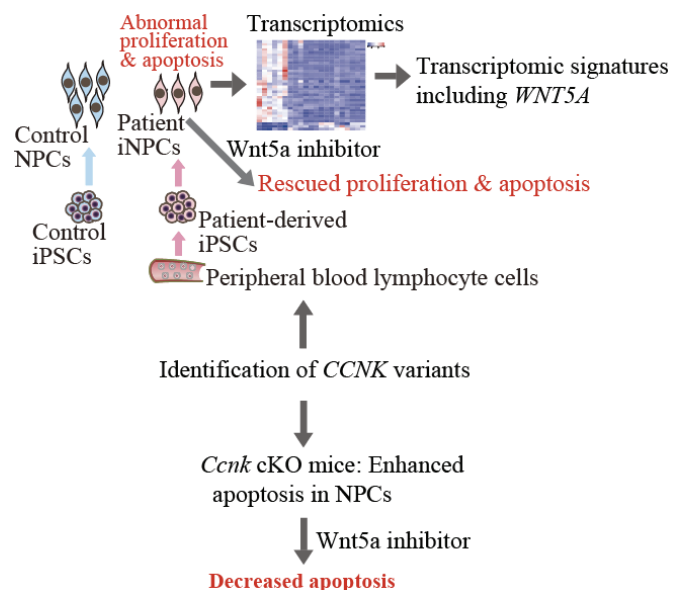 Abnormal
proliferation
& apoptosis
Transcriptomics
Transcriptomic signatures
including WNT5A
Control
NPCs
Patient
iNPCs
Wnt5a inhibitor
Rescued proliferation & apoptosis
Control
iPSCs
Patient-derived
iPSCs
Peripheral blood lymphocyte cells
Identification of CCNK variants
Ccnk cKO mice: Enhanced
apoptosis in NPCs
Wnt5a inhibitor
Decreased apoptosis